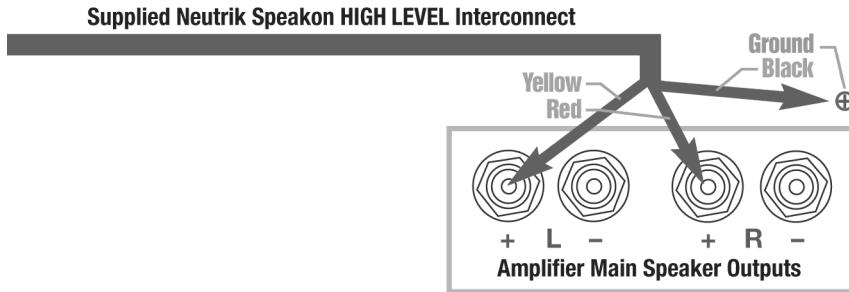 Supplied Neutrik Speakon HIGH LEVEL Interconnect
Ground
Black
Yellow
Red
+ L − + R −
Amplifier Main Speaker Outputs